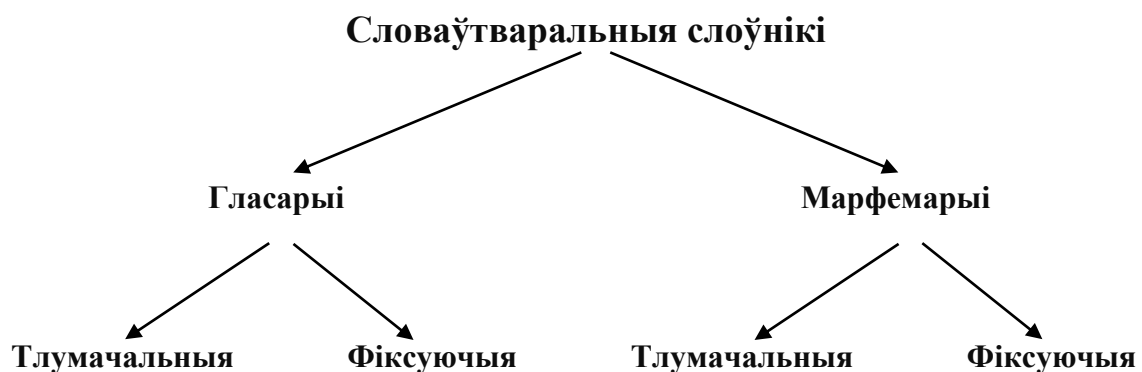 Словаўтваральныя слоўнікі
Гласарыі Марфемарыі
Тлумачальныя Фіксуючыя Тлумачальныя Фіксуючыя